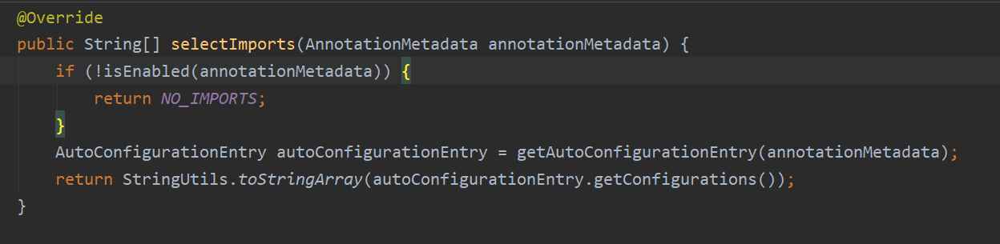 @Override
public String[] selectImports(AnnotationMetadata annotationMetadata) {
    if (!isEnabled(annotationMetadata)) {
        return NO_IMPORTS;
    }
    AutoConfigurationEntry autoConfigurationEntry = getAutoConfigurationEntry(annotationMetadata);
    return StringUtils.toStringArray(autoConfigurationEntry.getConfigurations());
}